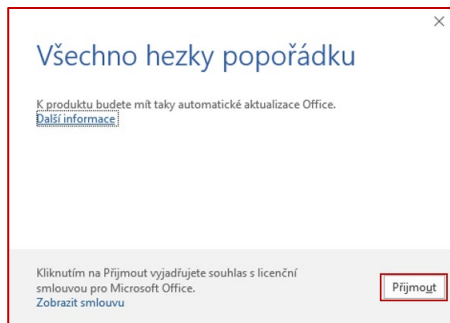 Všechno hezky popořádku
K produktu budete mít taky automatické aktualizace Office.
Další informace
Kliknutím na Přijmout vyjadřujete souhlas s licenční
smlouvou pro Microsoft Office.
Zobrazit smlouvu
Přijmout